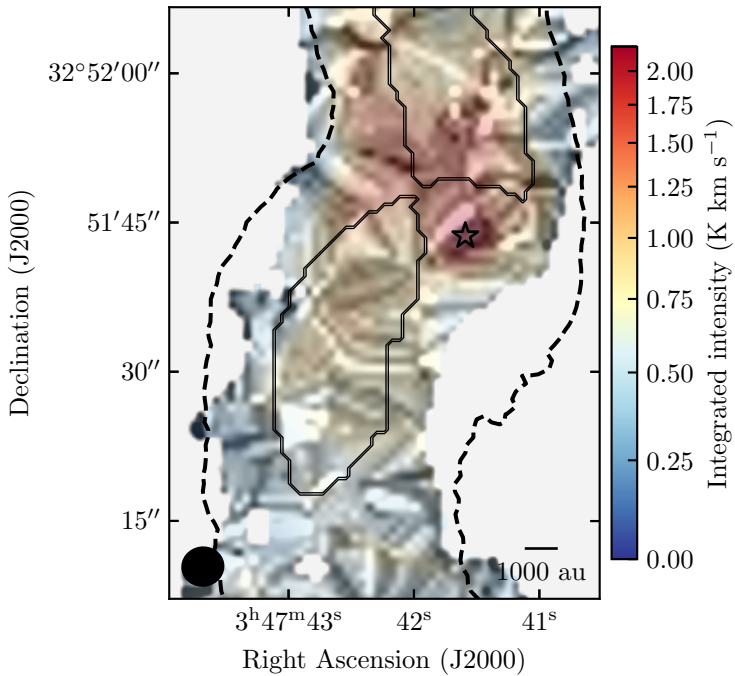 32°52′00″
51′45″
30″
15″
3ʰ47ᵐ43ˢ
42ˢ
41ˢ
Right Ascension (J2000)
Declination (J2000)
1000 au
2.00
1.75
1.50
1.25
1.00
0.75
0.50
0.25
0.00
Integrated intensity (K km s⁻¹)